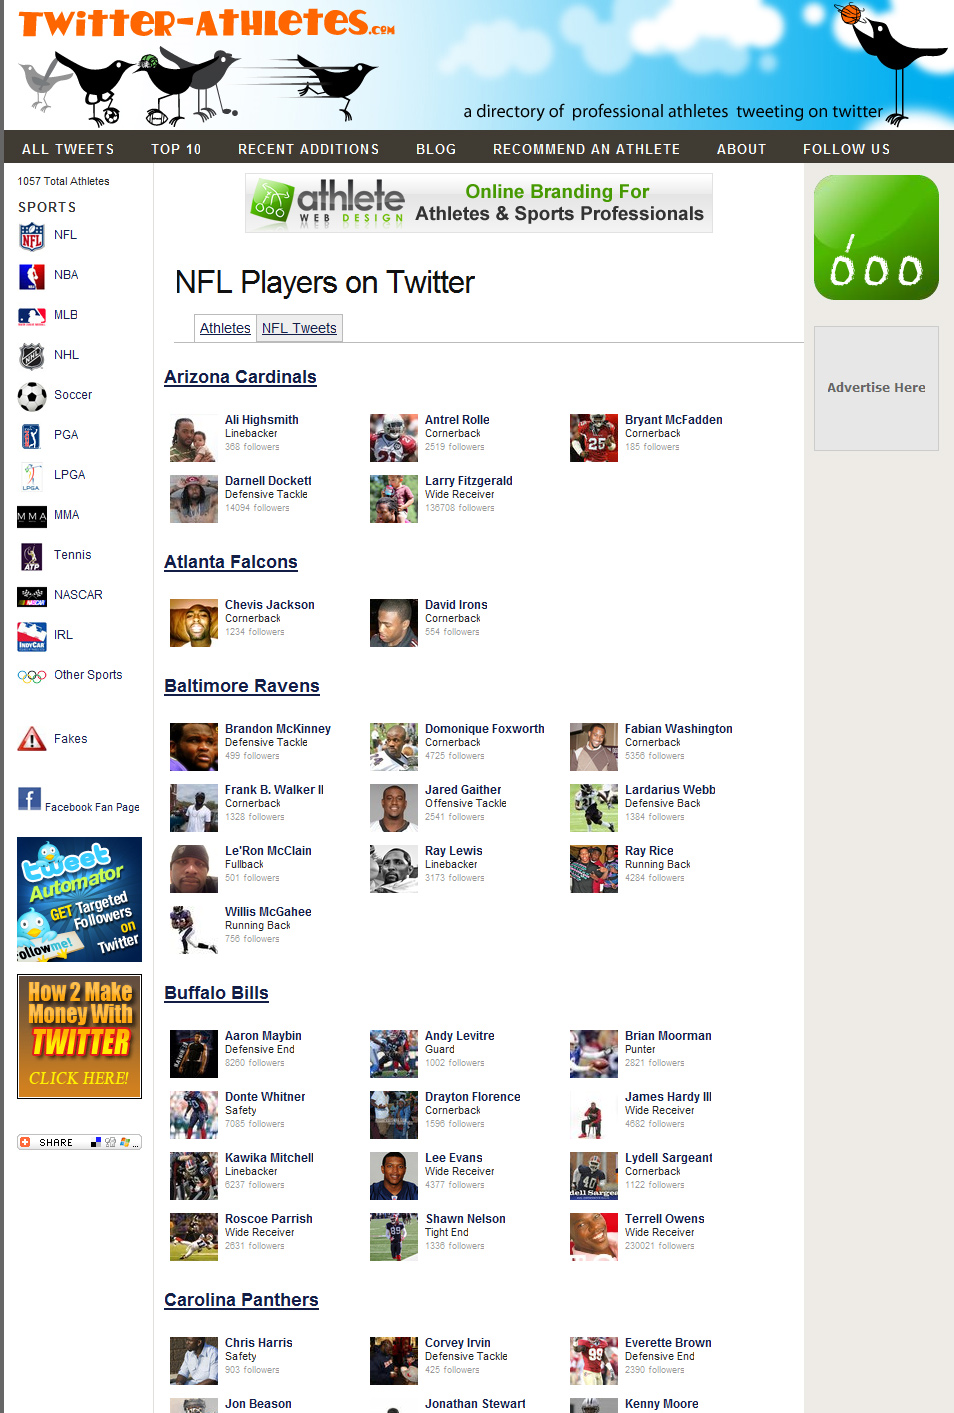 TWITTER-ATHLETES.COM
a directory of professional athletes tweeting on twitter
ALL TWEETS TOP 10 RECENT ADDITIONS BLOG RECOMMEND AN ATHLETE ABOUT FOLLOW US
1057 Total Athletes
SPORTS
NFL
NBA
MLB
NHL
Soccer
PGA
LPGA
MMA
Tennis
NASCAR
IRL
Other Sports
Fakes
Facebook Fan Page
tweet
Automator
GET Targeted
Followers
on
Twitter
followme!
How 2 Make
Money With
TWITTER
CLICK HERE!
SHARE
athlete
WEB DESIGN
Online Branding For
Athletes & Sports Professionals
NFL Players on Twitter
Athletes NFL Tweets
Arizona Cardinals
Ali Highsmith Antrel Rolle Bryant McFadden
Linebacker Cornerback Cornerback
368 followers 2519 followers 185 followers
Darnell Dockett Larry Fitzgerald
Defensive Tackle Wide Receiver
14094 followers 136708 followers
Atlanta Falcons
Chevis Jackson David Irons
Cornerback Cornerback
1234 followers 554 followers
Baltimore Ravens
Brandon McKinney Domonique Foxworth Fabian Washington
Defensive Tackle Cornerback Cornerback
499 followers 4725 followers 5356 followers
Frank B. Walker II Jared Gaither Lardarius Webb
Cornerback Offensive Tackle Defensive Back
1328 followers 2541 followers 1384 followers
Le'Ron McClain Ray Lewis Ray Rice
Fullback Linebacker Running Back
501 followers 3173 followers 4284 followers
Willis McGahee
Running Back
756 followers
Buffalo Bills
Aaron Maybin Andy Levitre Brian Moorman
Defensive End Guard Punter
8260 followers 1002 followers 2821 followers
Donte Whitner Drayton Florence James Hardy III
Safety Cornerback Wide Receiver
7085 followers 1596 followers 4682 followers
Kawika Mitchell Lee Evans Lydell Sargeant
Linebacker Wide Receiver Cornerback
6237 followers 4377 followers 1122 followers
Roscoe Parrish Shawn Nelson Terrell Owens
Wide Receiver Tight End Wide Receiver
2631 followers 1336 followers 230021 followers
Carolina Panthers
Chris Harris Corvey Irvin Everette Brown
Safety Defensive Tackle Defensive End
903 followers 425 followers 2390 followers
Jon Beason Jonathan Stewart Kenny Moore
Advertise Here